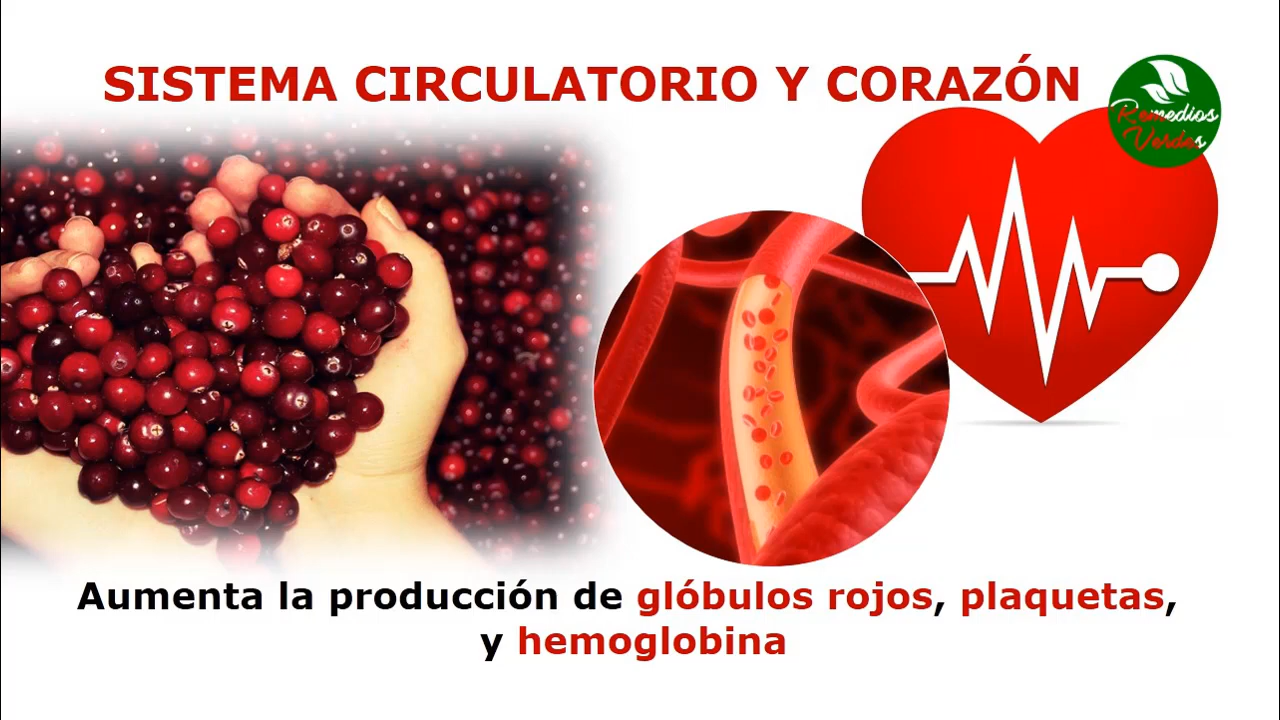 SISTEMA CIRCULATORIO Y CORAZÓN
Remedios
Verdes
Aumenta la producción de glóbulos rojos, plaquetas,
y hemoglobina